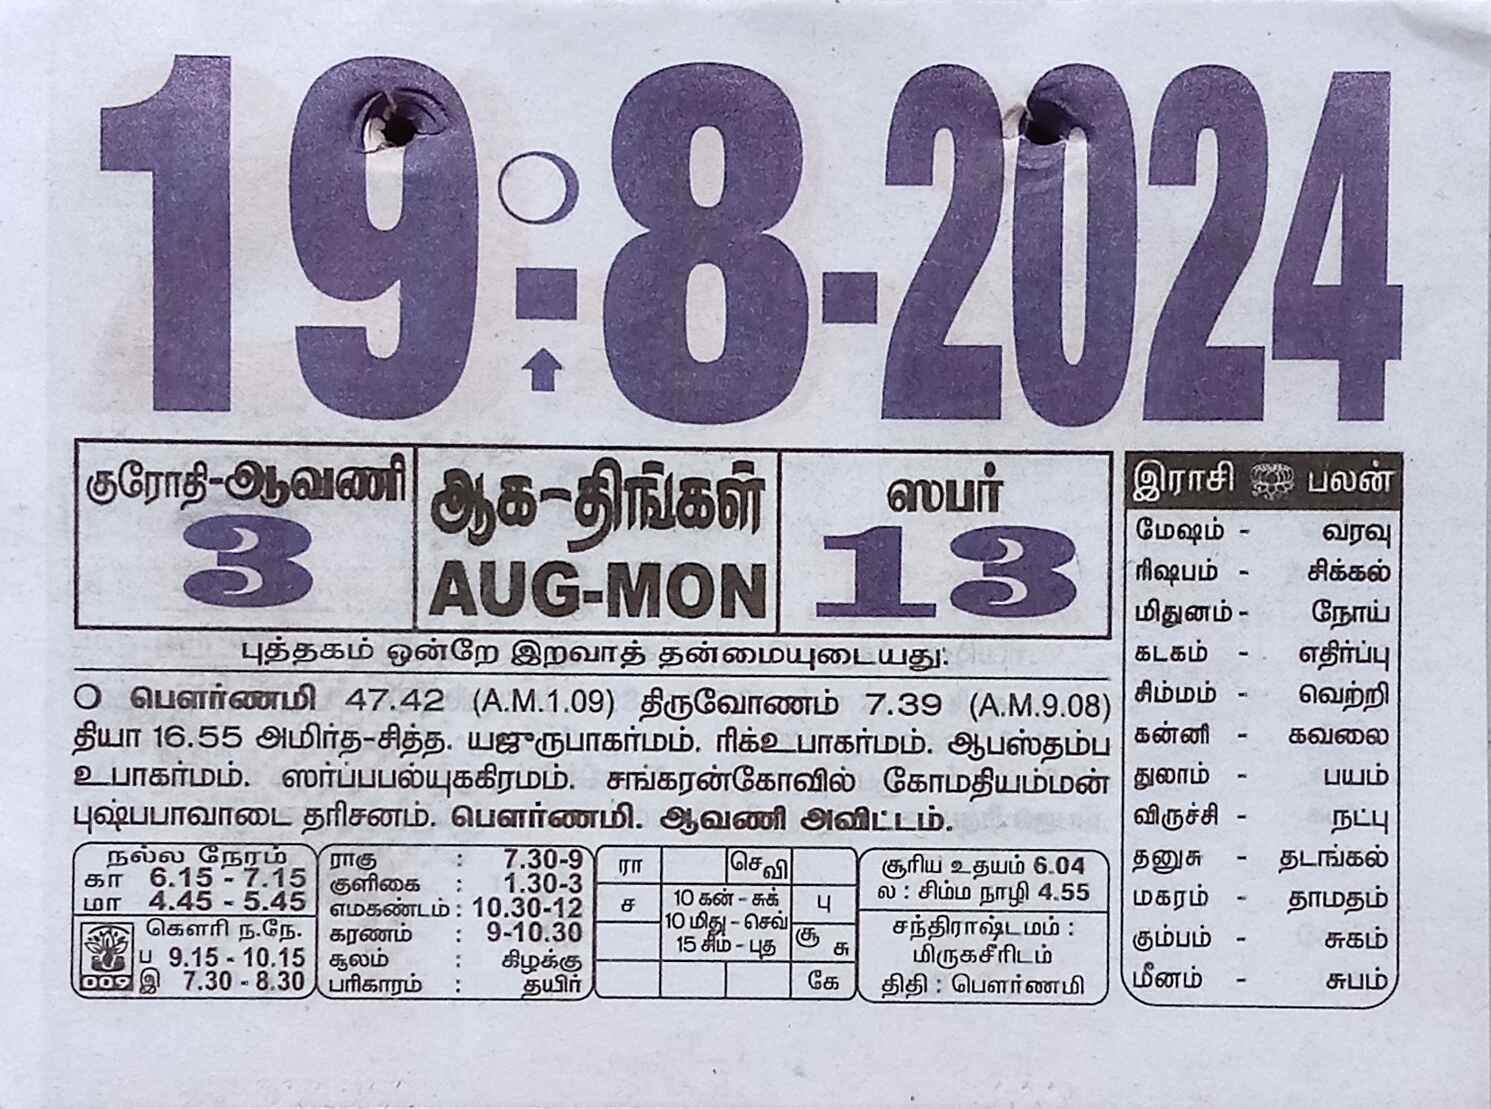 19-8-2024
குரோதி-ஆவணி
3
ஆக-திங்கள்
AUG-MON
ஸபர்
13
புத்தகம் ஒன்றே இறவாத் தன்மையுடையது.
பௌர்ணமி 47.42 (A.M.1.09) திருவோணம் 7.39 (A.M.9.08)
தியா 16.55 அமிர்த-சித்த. யஜுருபாகர்மம். ரிக்உபாகர்மம். ஆபஸ்தம்ப
உபாகர்மம். ஸர்ப்பபல்யுககிரமம். சங்கரன்கோவில் கோமதியம்மன்
புஷ்பபாவாடை தரிசனம். பௌர்ணமி. ஆவணி அவிட்டம்.
நல்ல நேரம்
கா 6.15 - 7.15
மா 4.45 - 5.45
கௌரி ந.நே.
ப 9.15 - 10.15
இ 7.30 - 8.30
009
ராகு : 7.30-9
குளிகை : 1.30-3
எமகண்டம் : 10.30-12
கரணம் : 9-10.30
சூலம் : கிழக்கு
பரிகாரம் : தயிர்
ரா செவி
ச 10 கன் - சுக் பு
10 மிது - செவ்
15 சிம் - புத சூ சு
கே
சூரிய உதயம் 6.04
ல : சிம்ம நாழி 4.55
சந்திராஷ்டமம் :
மிருகசீரிடம்
திதி : பௌர்ணமி
இராசி பலன்
மேஷம் - வரவு
ரிஷபம் - சிக்கல்
மிதுனம் - நோய்
கடகம் - எதிர்ப்பு
சிம்மம் - வெற்றி
கன்னி - கவலை
துலாம் - பயம்
விருச்சி - நட்பு
தனுசு - தடங்கல்
மகரம் - தாமதம்
கும்பம் - சுகம்
மீனம் - சுபம்